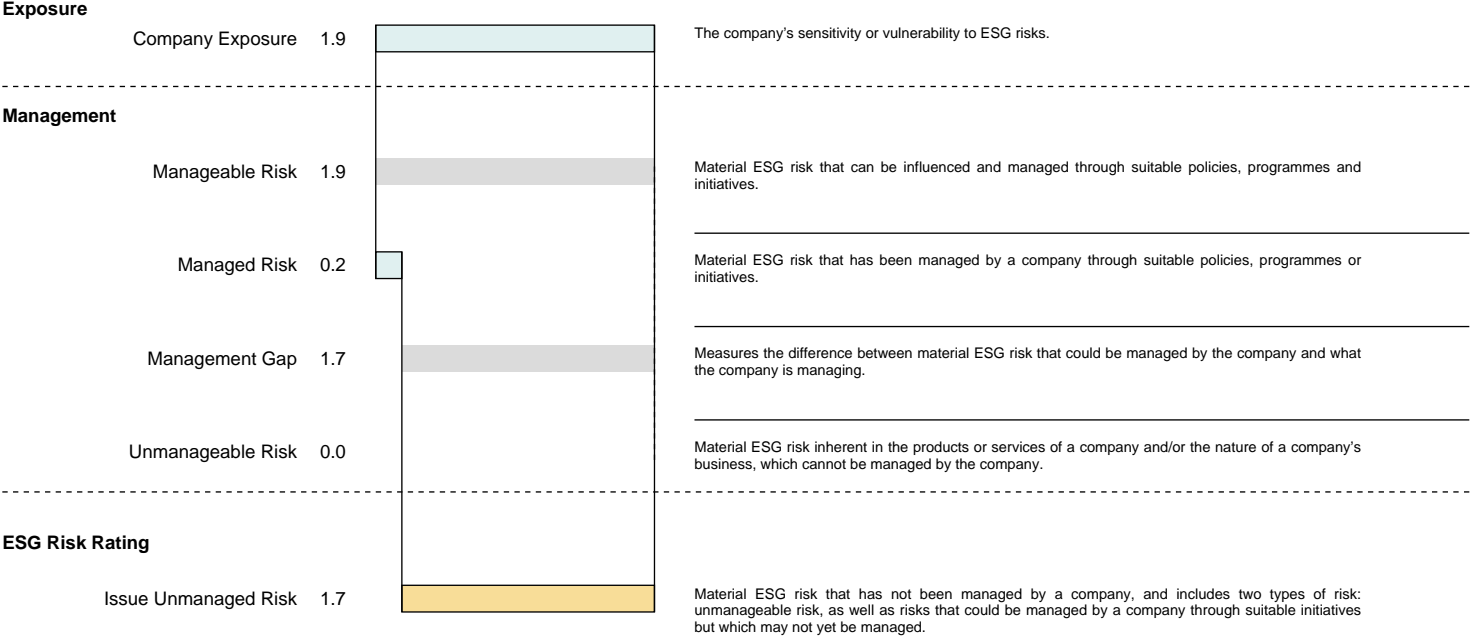 Exposure
Company Exposure 1.9
The company's sensitivity or vulnerability to ESG risks.
Management
Manageable Risk 1.9
Material ESG risk that can be influenced and managed through suitable policies, programmes and
initiatives.
Managed Risk 0.2
Material ESG risk that has been managed by a company through suitable policies, programmes or
initiatives.
Management Gap 1.7
Measures the difference between material ESG risk that could be managed by the company and what
the company is managing.
Unmanageable Risk 0.0
Material ESG risk inherent in the products or services of a company and/or the nature of a company's
business, which cannot be managed by the company.
ESG Risk Rating
Issue Unmanaged Risk 1.7
Material ESG risk that has not been managed by a company, and includes two types of risk:
unmanageable risk, as well as risks that could be managed by a company through suitable initiatives
but which may not yet be managed.